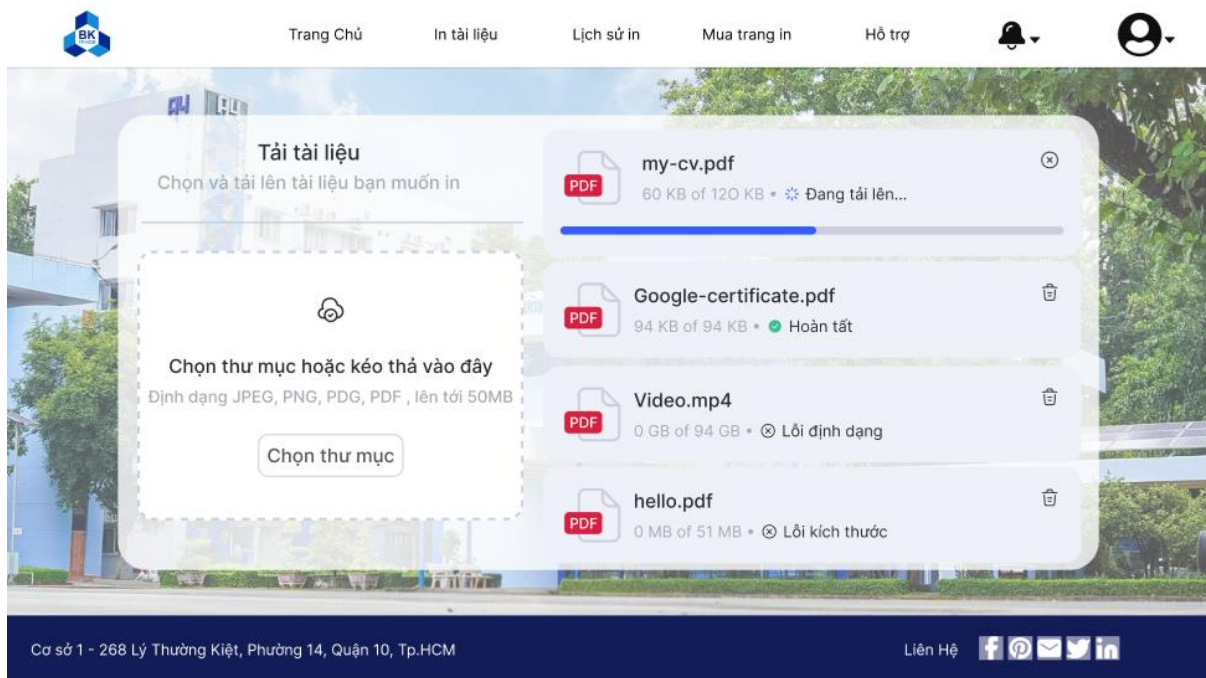 BK
TP.HCM
Trang Chủ
In tài liệu
Lịch sử in
Mua trang in
Hỗ trợ
Tải tài liệu
Chọn và tải lên tài liệu bạn muốn in
Chọn thư mục hoặc kéo thả vào đây
Định dạng JPEG, PNG, PDG, PDF , lên tới 50MB
Chọn thư mục
PDF
my-cv.pdf
60 KB of 120 KB • Đang tải lên...
PDF
Google-certificate.pdf
94 KB of 94 KB • Hoàn tất
PDF
Video.mp4
0 GB of 94 GB • Lỗi định dạng
PDF
hello.pdf
0 MB of 51 MB • Lỗi kích thước
Cơ sở 1 - 268 Lý Thường Kiệt, Phường 14, Quận 10, Tp.HCM
Liên Hệ